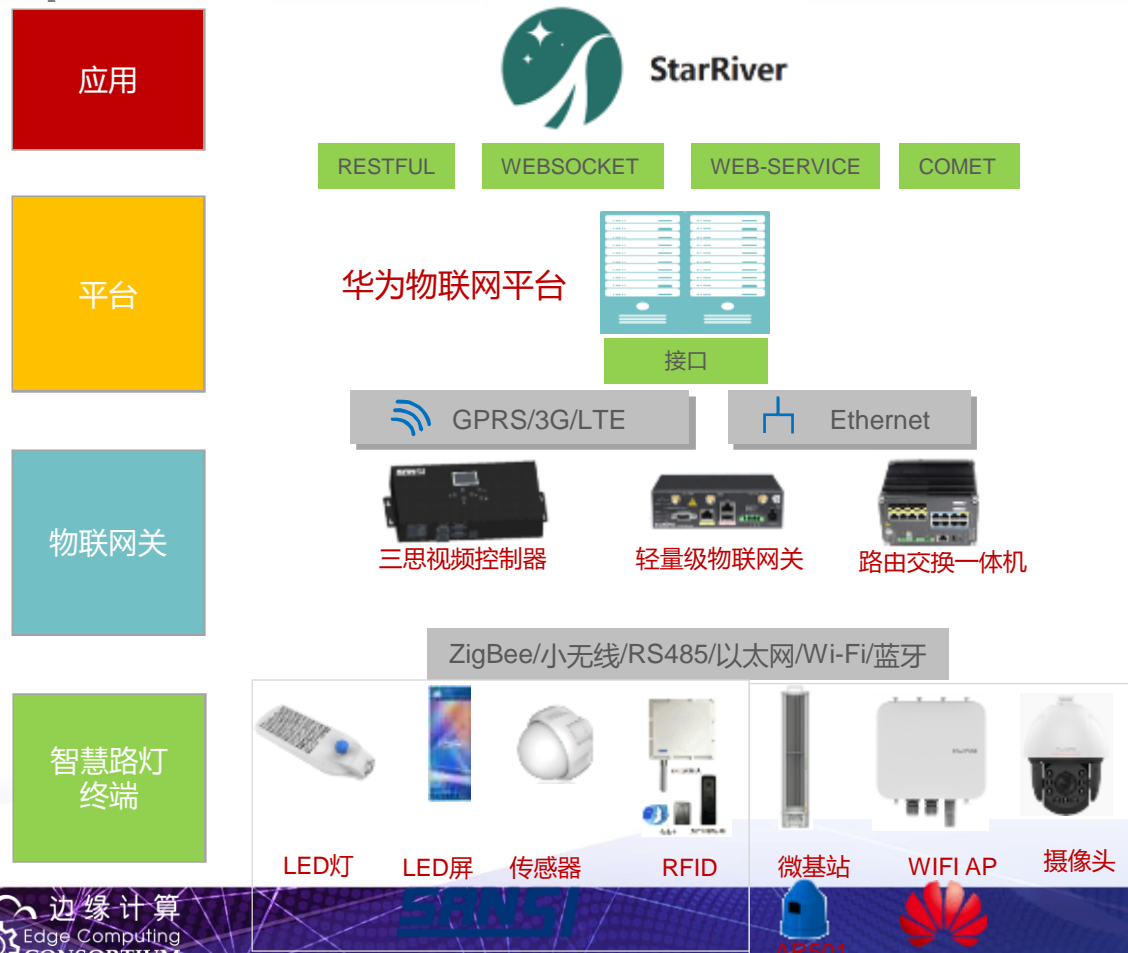 应用
StarRiver
RESTFUL
WEBSOCKET
WEB-SERVICE
COMET
平台
华为物联网平台
接口
GPRS/3G/LTE
Ethernet
物联网关
三思视频控制器
轻量级物联网关
路由交换一体机
ZigBee/小无线/RS485/以太网/Wi-Fi/蓝牙
智慧路灯
终端
LED灯
LED屏
传感器
RFID
微基站
WIFI AP
摄像头
边缘计算
Edge Computing
CONSORTIUM
SANSI
AR501